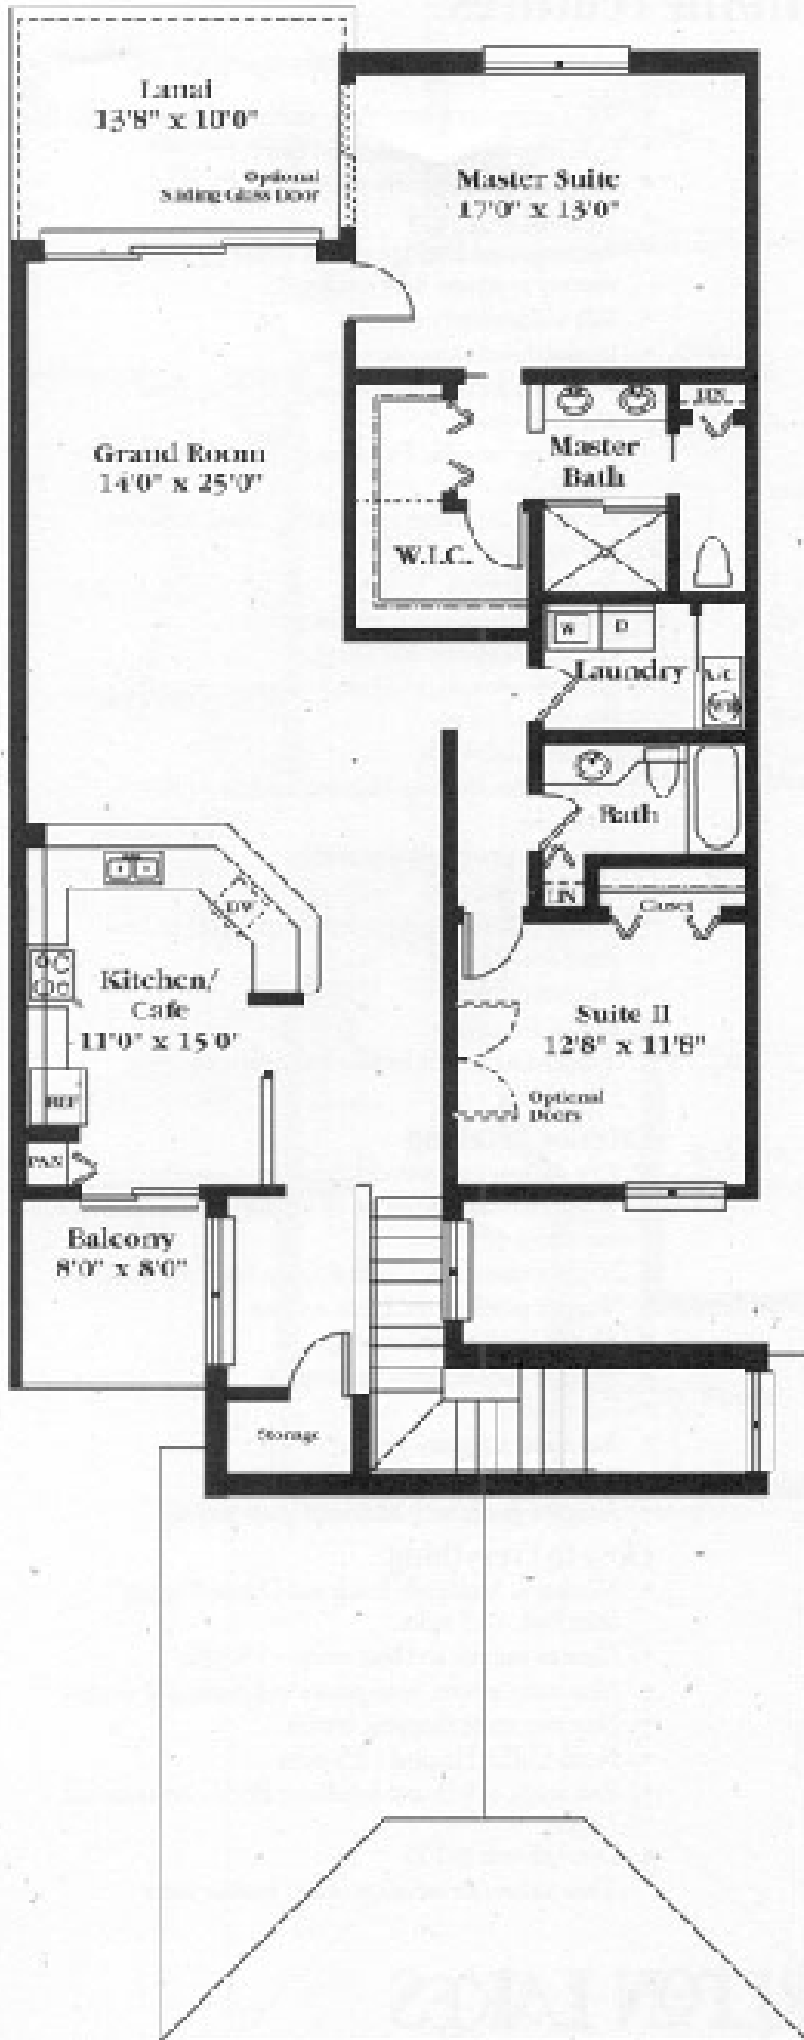 Lanai
13'8" x 10'0"
Optional
Sliding Glass Door
Master Suite
17'0" x 13'0"
Grand Room
14'0" x 25'0"
LIN
Master
Bath
W.I.C.
W
D
Laundry
A/C
WH
Bath
LIN
Closet
DW
Kitchen/
Cafe
11'0" x 15'0"
REF
PAN
Suite II
12'8" x 11'8"
Optional
Doors
Balcony
8'0" x 8'0"
Storage